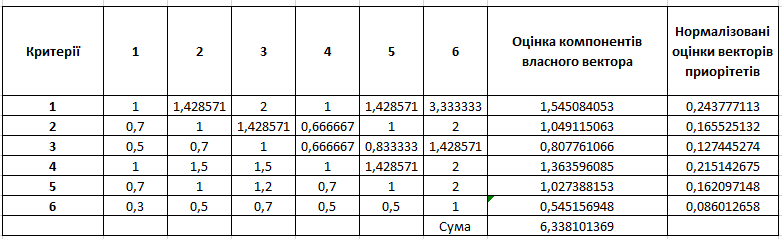 Критерії 1 2 3 4 5 6 Оцінка компонентів власного вектора Нормалізовані оцінки векторів приорітетів
1 1 1,428571 2 1 1,428571 3,333333 1,545084053 0,243777113
2 0,7 1 1,428571 0,666667 1 2 1,049115063 0,165525132
3 0,5 0,7 1 0,666667 0,833333 1,428571 0,807761066 0,127445274
4 1 1,5 1,5 1 1,428571 2 1,363596085 0,215142675
5 0,7 1 1,2 0,7 1 2 1,027388153 0,162097148
6 0,3 0,5 0,7 0,5 0,5 1 0,545156948 0,086012658
Сума 6,338101369